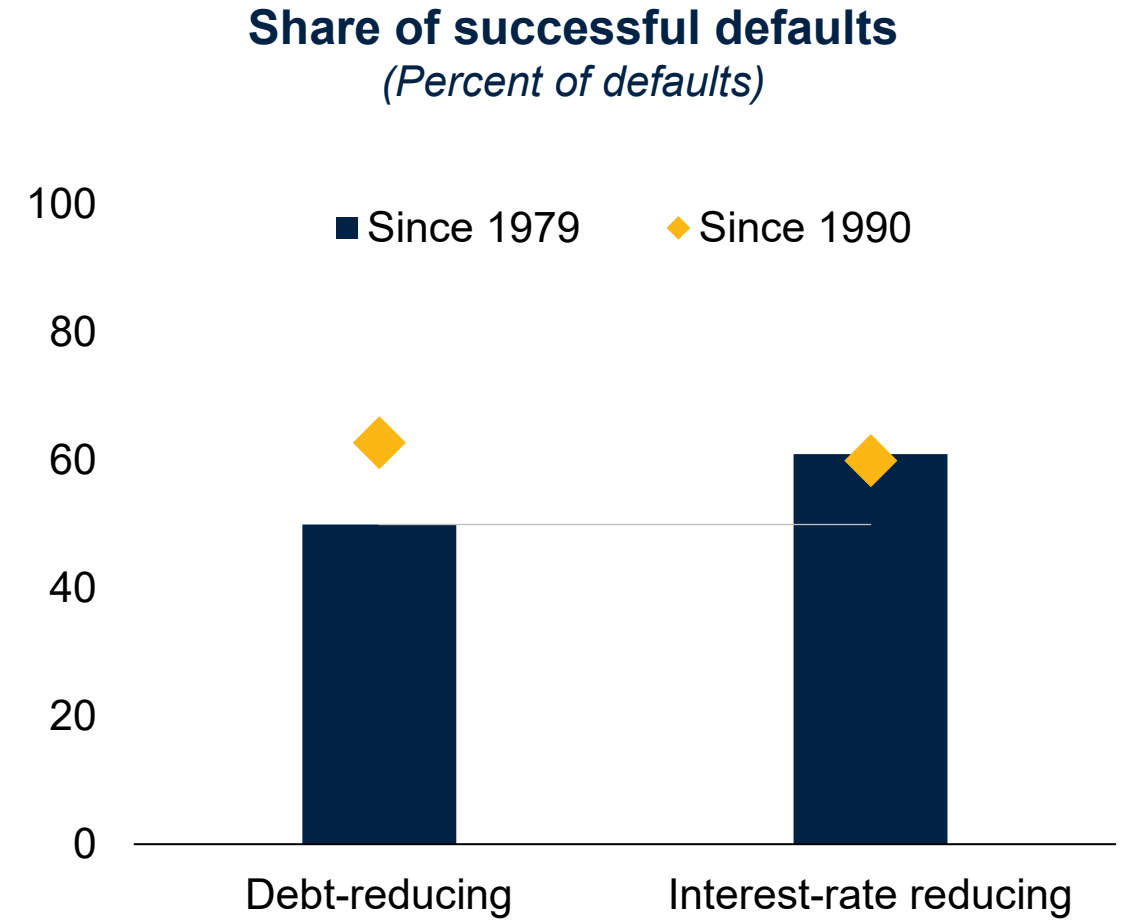 Share of successful defaults
(Percent of defaults)
100
Since 1979
Since 1990
80
60
40
20
0
Debt-reducing
Interest-rate reducing